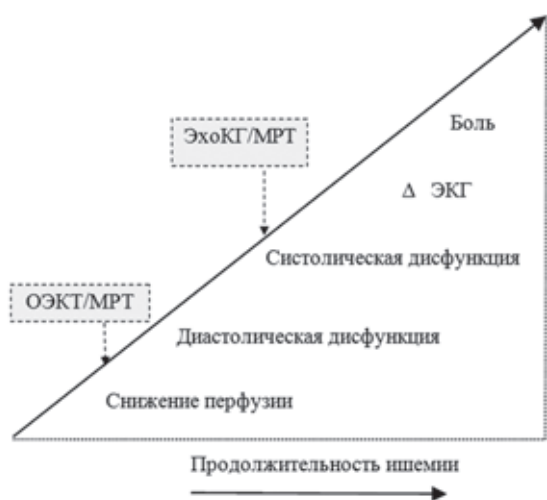 Боль
ЭхоКГ/МРТ
Δ ЭКГ
Систолическая дисфункция
ОЭКТ/МРТ
Диастолическая дисфункция
Снижение перфузии
Продолжительность ишемии